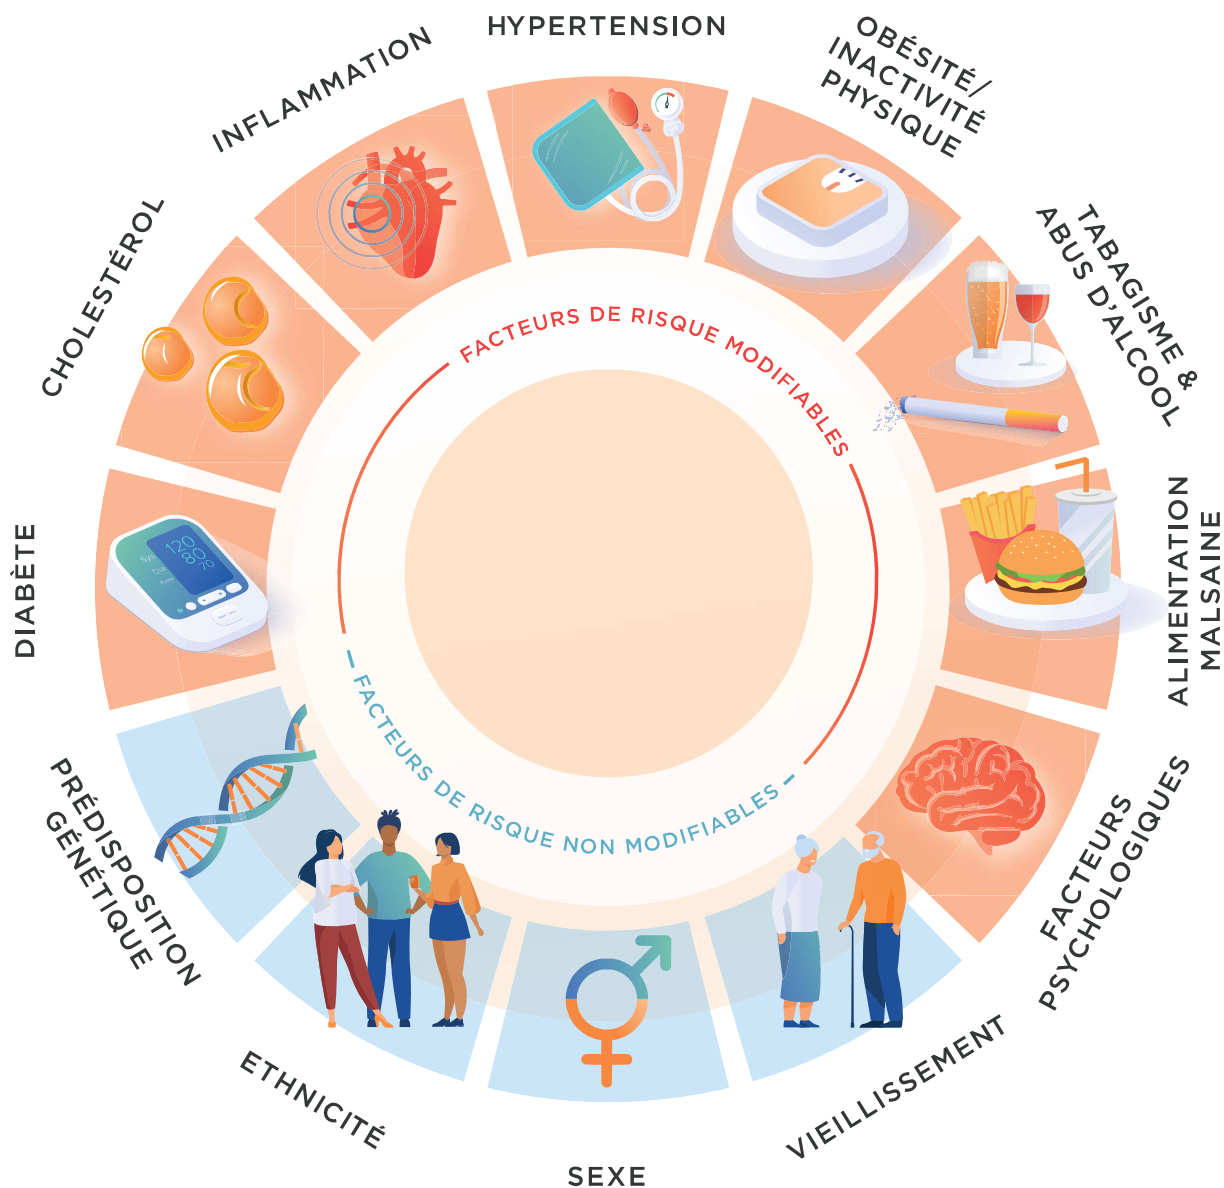 HYPERTENSION
OBÉSITÉ/
INACTIVITÉ
PHYSIQUE
TABAGISME &
ABUS D'ALCOOL
ALIMENTATION
MALSAINE
FACTEURS
PSYCHOLOGIQUES
VIEILLISSEMENT
SEXE
ETHNICITÉ
PRÉDISPOSITION
GÉNÉTIQUE
DIABÈTE
CHOLESTÉROL
INFLAMMATION
FACTEURS DE RISQUE MODIFIABLES
FACTEURS DE RISQUE NON MODIFIABLES
120
80
70